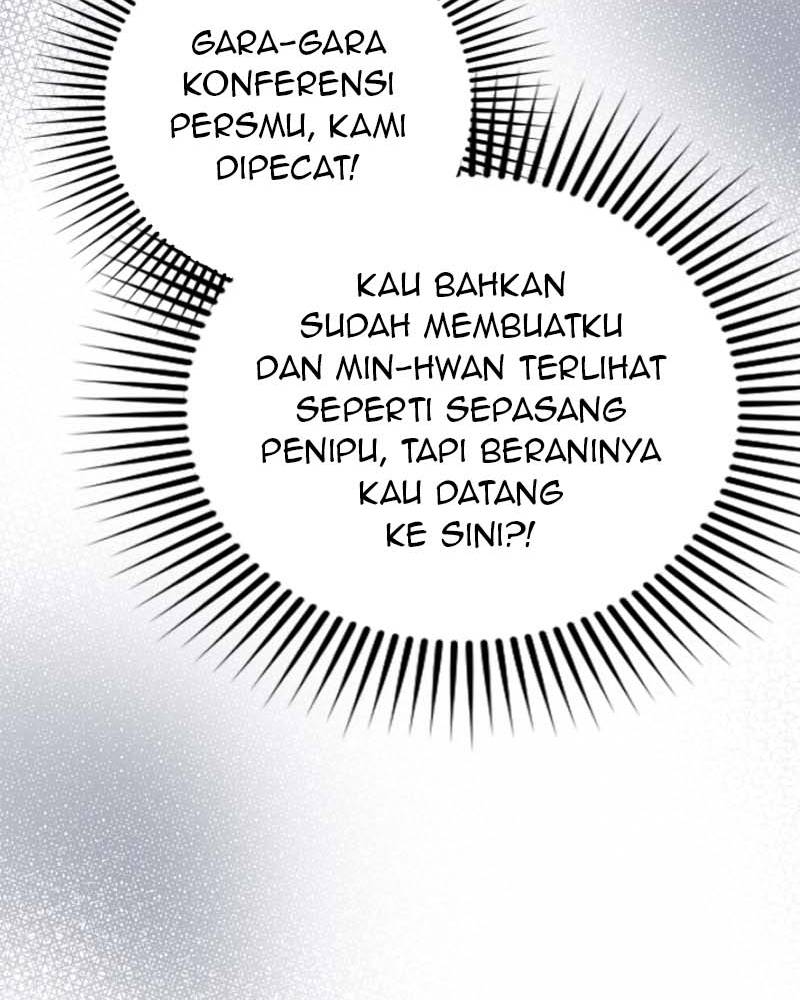 GARA-GARA
KONFERENSI
PERSMU, KAMI
DIPECAT!
KAU BAHKAN
SUDAH MEMBUATKU
DAN MIN-HWAN TERLIHAT
SEPERTI SEPASANG
PENIPU, TAPI BERANINYA
KAU DATANG
KE SINI?!